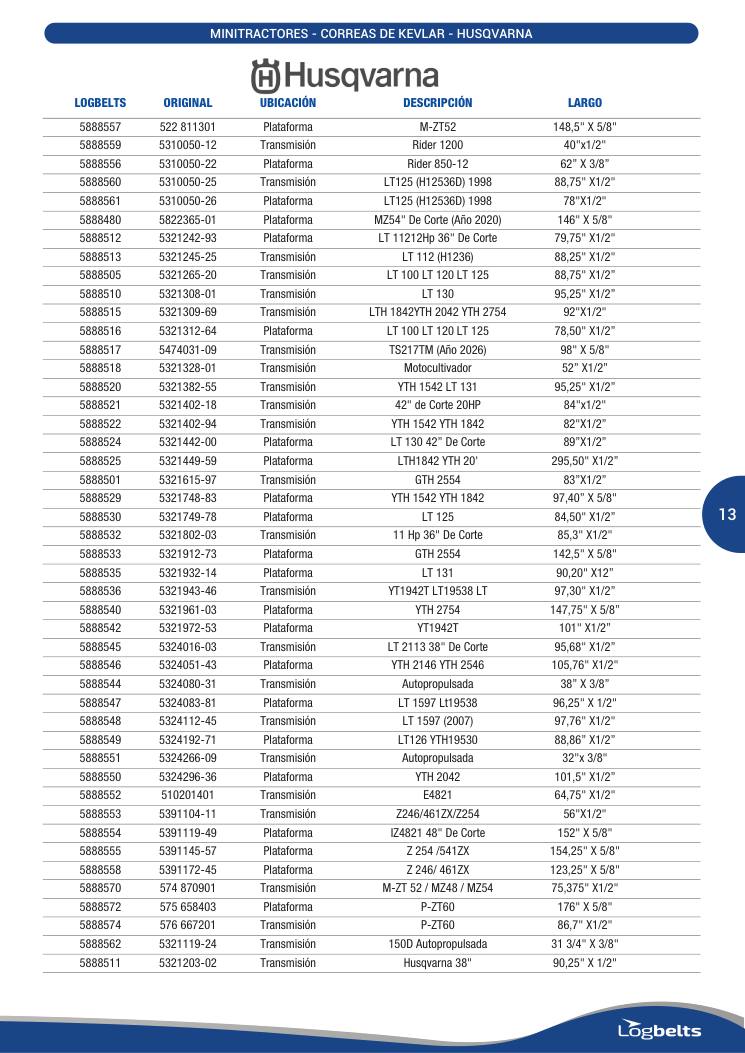 MINITRACTORES - CORREAS DE KEVLAR - HUSQVARNA
Husqvarna
LOGBELTS ORIGINAL UBICACIÓN DESCRIPCIÓN LARGO
5888557 522 811301 Plataforma M-ZT52 148,5" X 5/8"
5888559 5310050-12 Transmisión Rider 1200 40"x1/2"
5888556 5310050-22 Plataforma Rider 850-12 62” X 3/8”
5888560 5310050-25 Transmisión LT125 (H12536D) 1998 88,75" X1/2"
5888561 5310050-26 Plataforma LT125 (H12536D) 1998 78"X1/2"
5888480 5822365-01 Plataforma MZ54" De Corte (Año 2020) 146" X 5/8"
5888512 5321242-93 Plataforma LT 11212Hp 36" De Corte 79,75" X1/2"
5888513 5321245-25 Transmisión LT 112 (H1236) 88,25" X1/2”
5888505 5321265-20 Transmisión LT 100 LT 120 LT 125 88,75" X1/2”
5888510 5321308-01 Transmisión LT 130 95,25" X1/2”
5888515 5321309-69 Transmisión LTH 1842YTH 2042 YTH 2754 92"X1/2”
5888516 5321312-64 Plataforma LT 100 LT 120 LT 125 78,50" X1/2”
5888517 5474031-09 Transmisión TS217TM (Año 2026) 98" X 5/8"
5888518 5321328-01 Transmisión Motocultivador 52” X1/2”
5888520 5321382-55 Transmisión YTH 1542 LT 131 95,25" X1/2”
5888521 5321402-18 Transmisión 42" de Corte 20HP 84"x1/2"
5888522 5321402-94 Transmisión YTH 1542 YTH 1842 82"X1/2”
5888524 5321442-00 Plataforma LT 130 42” De Corte 89”X1/2”
5888525 5321449-59 Plataforma LTH1842 YTH 20' 295,50" X1/2”
5888501 5321615-97 Transmisión GTH 2554 83”X1/2”
5888529 5321748-83 Plataforma YTH 1542 YTH 1842 97,40” X 5/8"
5888530 5321749-78 Plataforma LT 125 84,50" X1/2”
5888532 5321802-03 Transmisión 11 Hp 36" De Corte 85,3" X1/2”
5888533 5321912-73 Plataforma GTH 2554 142,5" X 5/8"
5888535 5321932-14 Plataforma LT 131 90,20" X12”
5888536 5321943-46 Transmisión YT1942T LT19538 LT 97,30" X1/2”
5888540 5321961-03 Plataforma YTH 2754 147,75" X 5/8”
5888542 5321972-53 Plataforma YT1942T 101" X1/2”
5888545 5324016-03 Transmisión LT 2113 38" De Corte 95,68" X1/2”
5888546 5324051-43 Plataforma YTH 2146 YTH 2546 105,76" X1/2"
5888544 5324080-31 Transmisión Autopropulsada 38” X 3/8”
5888547 5324083-81 Plataforma LT 1597 Lt19538 96,25" X 1/2"
5888548 5324112-45 Transmisión LT 1597 (2007) 97,76" X1/2”
5888549 5324192-71 Plataforma LT126 YTH19530 88,86” X1/2”
5888551 5324266-09 Transmisión Autopropulsada 32"x 3/8"
5888550 5324296-36 Plataforma YTH 2042 101,5" X1/2”
5888552 510201401 Transmisión E4821 64,75" X1/2”
5888553 5391104-11 Transmisión Z246/461ZX/Z254 56"X1/2"
5888554 5391119-49 Plataforma IZ4821 48" De Corte 152" X 5/8"
5888555 5391145-57 Plataforma Z 254 /541ZX 154,25" X 5/8"
5888558 5391172-45 Plataforma Z 246/ 461ZX 123,25" X 5/8"
5888570 574 870901 Transmisión M-ZT 52 / MZ48 / MZ54 75,375" X1/2"
5888572 575 658403 Plataforma P-ZT60 176" X 5/8"
5888574 576 667201 Transmisión P-ZT60 86,7" X1/2"
5888562 5321119-24 Transmisión 150D Autopropulsada 31 3/4" X 3/8"
5888511 5321203-02 Transmisión Husqvarna 38" 90,25" X 1/2"
13
Logbelts